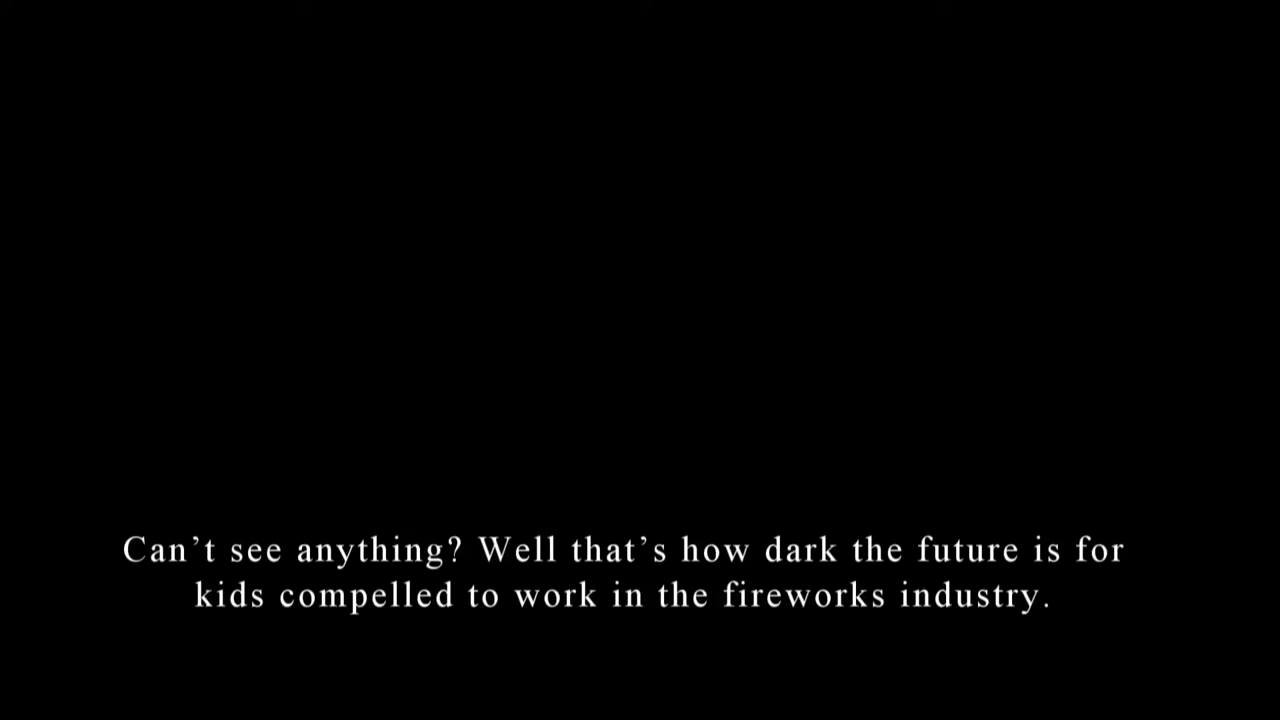 Can’t see anything? Well that’s how dark the future is for
kids compelled to work in the fireworks industry.